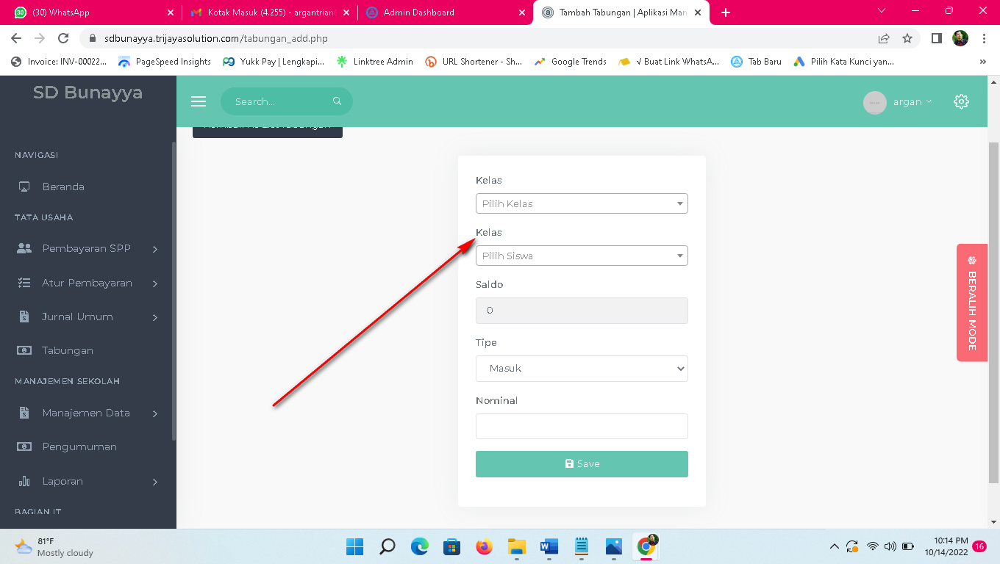 (30) WhatsApp
Kotak Masuk (4.255) - argantrian
Admin Dashboard
Tambah Tabungan | Aplikasi Man
sdbunayya.trijayasolution.com/tabungan_add.php
Invoice: INV-00022...
PageSpeed Insights
Yukk Pay | Lengkapi...
Linktree Admin
URL Shortener - Sh...
Google Trends
√ Buat Link WhatsA...
Tab Baru
Pilih Kata Kunci yan...
»
SD Bunayya
Search...
argan
NAVIGASI
Beranda
TATA USAHA
Pembayaran SPP
Atur Pembayaran
Jurnal Umum
Tabungan
MANAJEMEN SEKOLAH
Manajemen Data
Pengumuman
Laporan
BAGIAN IT
Kelas
Pilih Kelas
Kelas
Pilih Siswa
Saldo
0
Tipe
Masuk
Nominal
Save
BERALIH MODE
81°F
Mostly cloudy
10:14 PM
10/14/2022
16